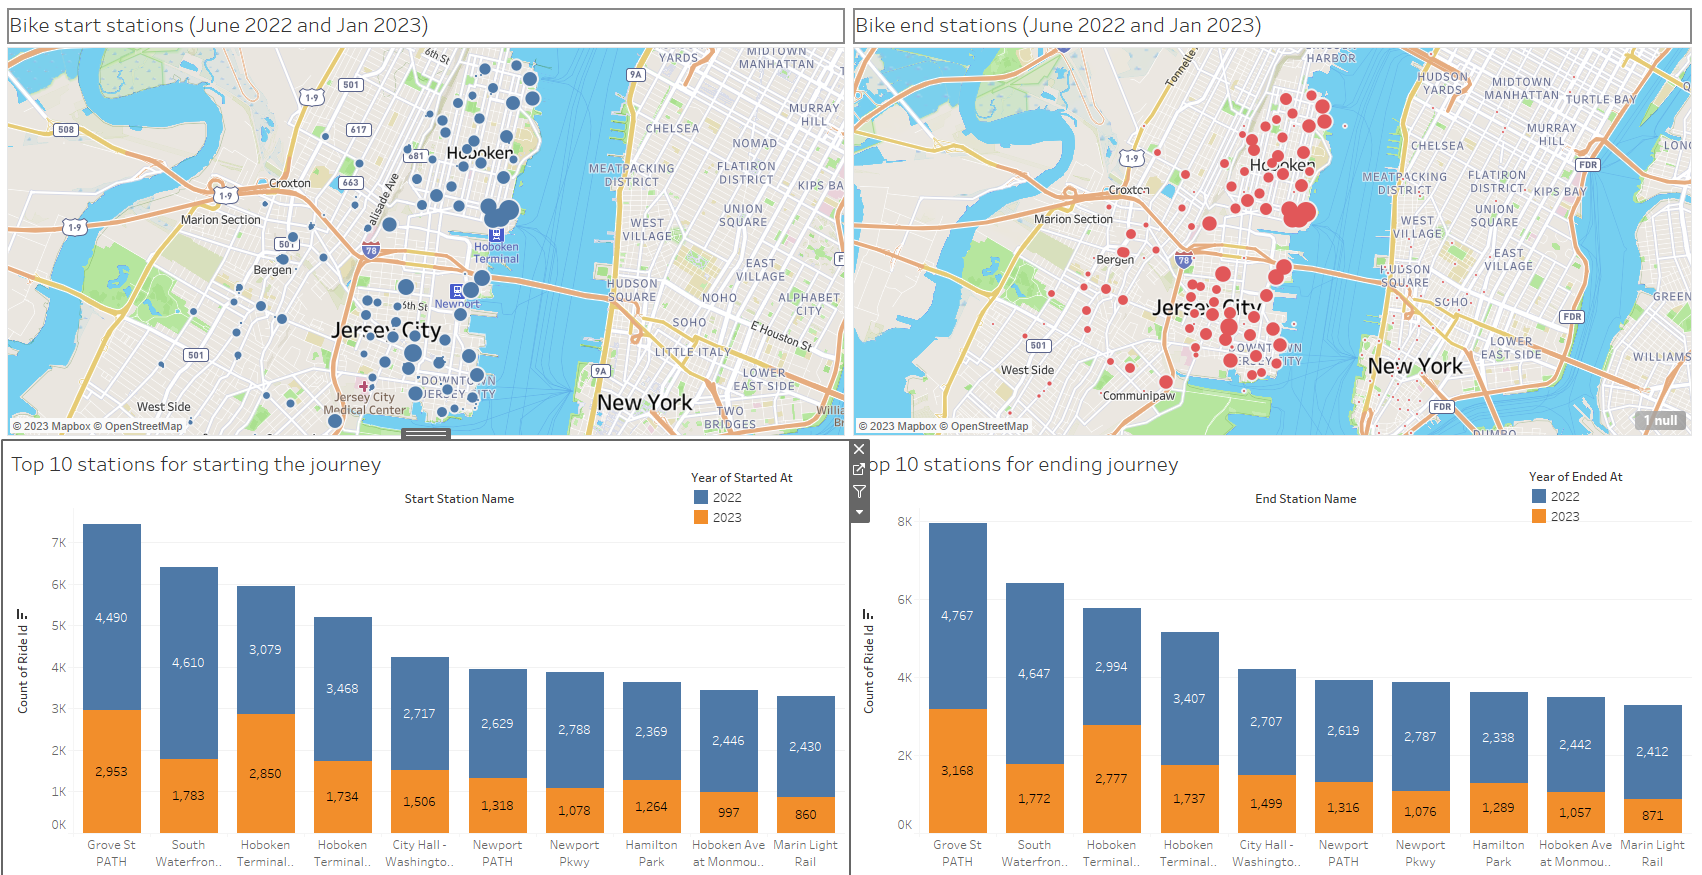 Bike start stations (June 2022 and Jan 2023)
6th St
YARDS
MIDTOWN
MANHATTAN
9A
501
1-9
MURRAY
HILL
508
617
CHELSEA
NOMAD
681
Hoboken
MEATPACKING
DISTRICT
FLATIRON
DISTRICT
KIPS BA
Croxton
663
1-9
alisade Ave
UNION
SQUARE
Marion Section
WEST
VILLAGE
1-9
501
Hoboken
Terminal
78
Bergen
EAST
VILLAGE
HUDSON
SQUARE
NOHO
ALPHABET
CITY
6th St
Newport
Jersey City
SOHO
E Houston St
501
LITTLE ITALY
9A
LOWER
EAST SIDE
DOWNTOWN
JERSEY CITY
Jersey City
Medical Center
West Side
New York
TWO
BRIDGES
Willia
© 2023 Mapbox © OpenStreetMap
Bike end stations (June 2022 and Jan 2023)
Tonnelle
HARBOR
HUDSON
YARDS
MIDTOWN
MANHATTAN
TURTLE BAY
MURRAY
HILL
CHELSEA
LONG
1-9
Hoboken
FDR
MEATPACKING
DISTRICT
FLATIRON
DISTRICT
KIPS BAY
Croxton
Marion Section
WEST
VILLAGE
UNION
SQUARE
Bergen
78
EAST
VILLAGE
HUDSON
SQUARE
Jersey City
SOHO
GREEN
FDR
501
DOWNTOWN
JERSEY CITY
LOWER
EAST SIDE
WILLIAMS
West Side
New York
Communipaw
FDR
DUMBO
© 2023 Mapbox © OpenStreetMap
1 null
Top 10 stations for starting the journey
Year of Started At
2022
2023
Start Station Name
7K
6K
5K
4K
3K
2K
1K
0K
Count of Ride Id
4,490
4,610
3,079
3,468
2,717
2,629
2,788
2,369
2,446
2,430
2,953
1,783
2,850
1,734
1,506
1,318
1,078
1,264
997
860
Grove St
PATH
South
Waterfron..
Hoboken
Terminal..
Hoboken
Terminal..
City Hall -
Washingto..
Newport
PATH
Newport
Pkwy
Hamilton
Park
Hoboken Ave
at Monmou..
Marin Light
Rail
op 10 stations for ending journey
Year of Ended At
2022
2023
End Station Name
8K
6K
4K
2K
0K
Count of Ride Id
4,767
4,647
2,994
3,407
2,707
2,619
2,787
2,338
2,442
2,412
3,168
1,772
2,777
1,737
1,499
1,316
1,076
1,289
1,057
871
Grove St
PATH
South
Waterfron..
Hoboken
Terminal..
Hoboken
Terminal..
City Hall -
Washingto..
Newport
PATH
Newport
Pkwy
Hamilton
Park
Hoboken Ave
at Monmou..
Marin Light
Rail